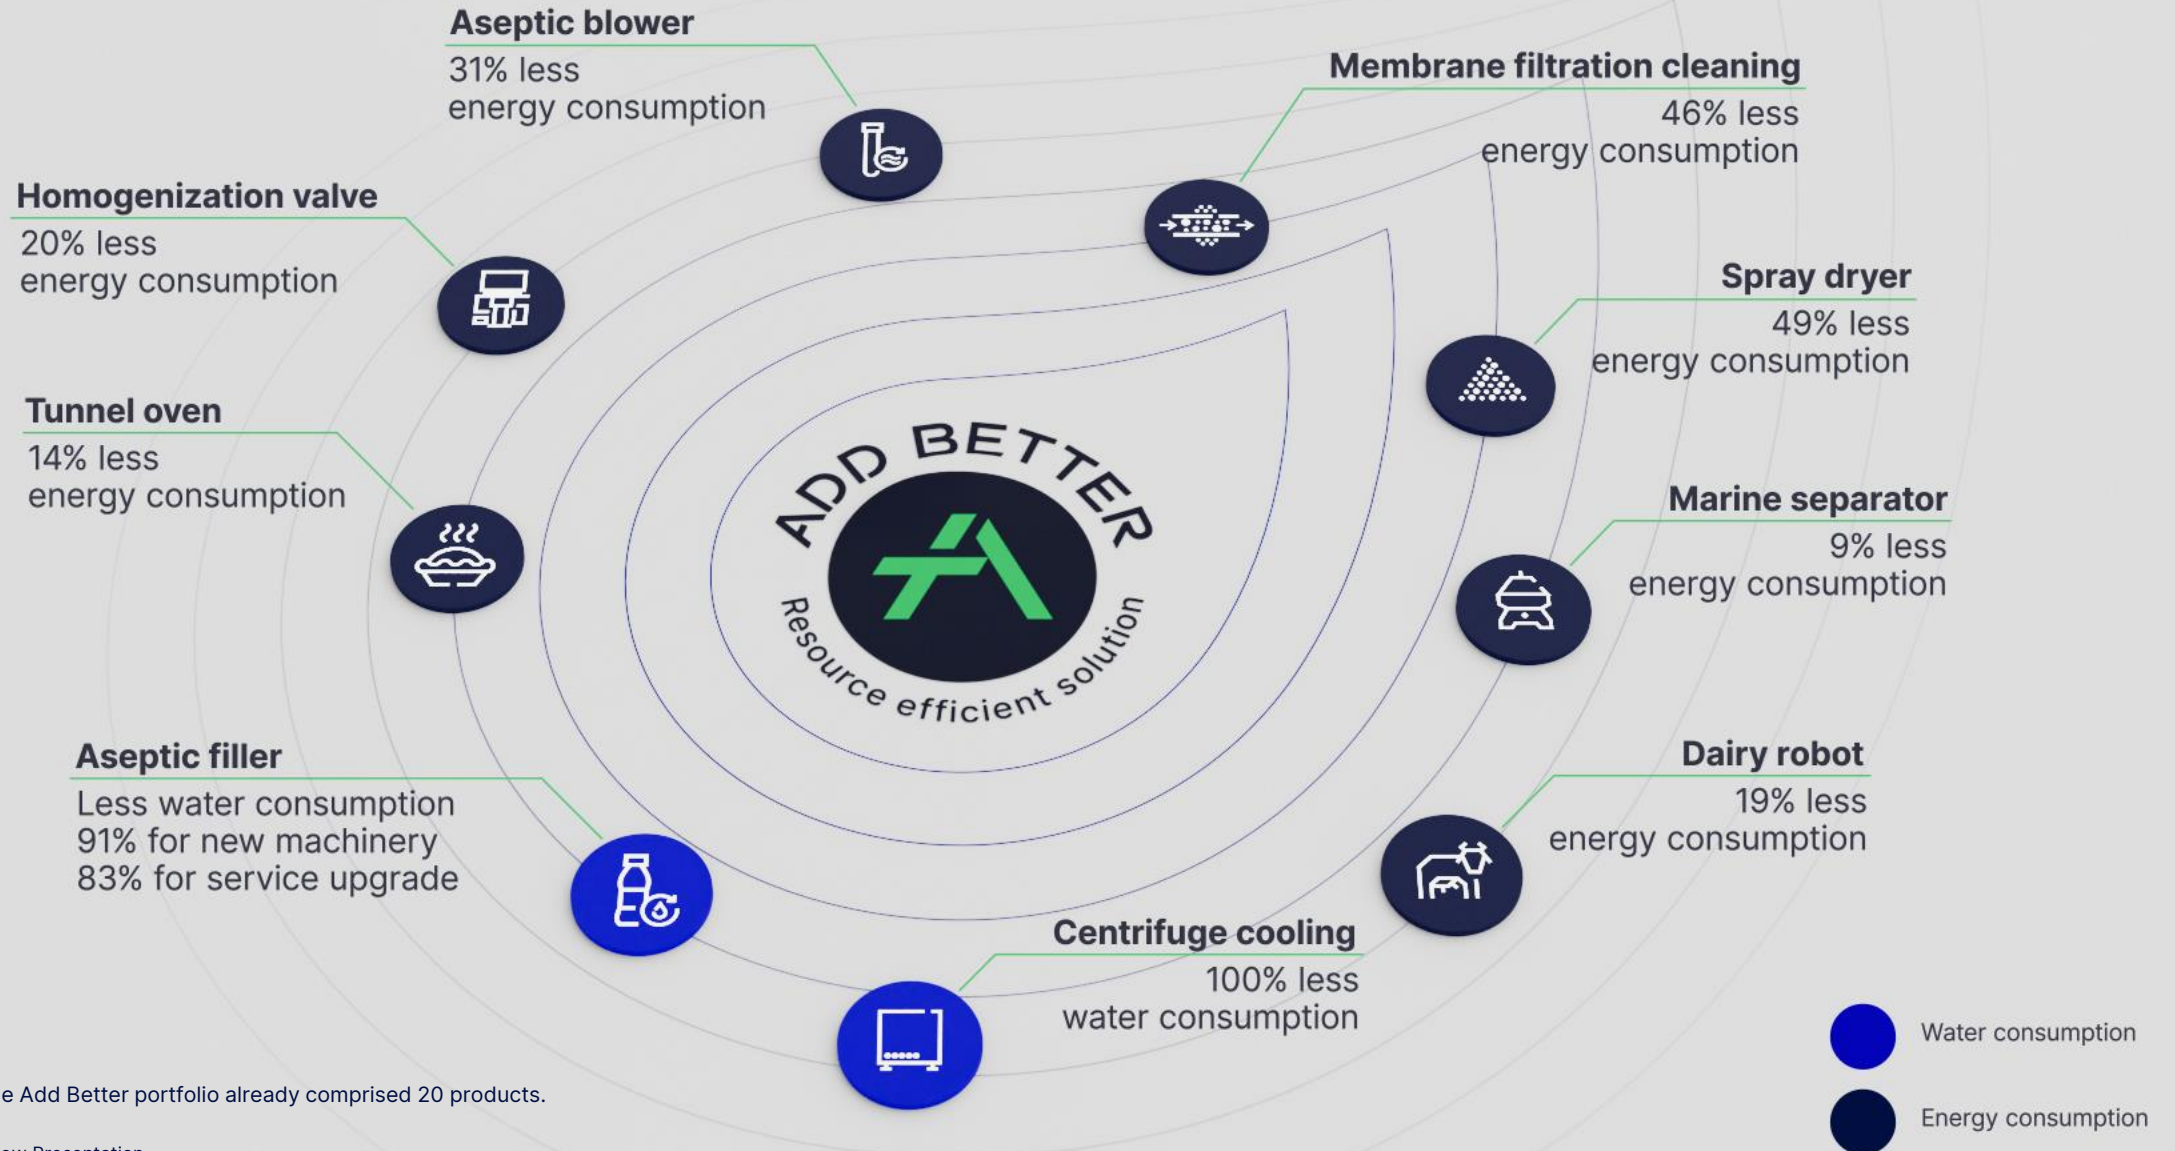 Aseptic blower
31% less
energy consumption
Membrane filtration cleaning
46% less
energy consumption
Homogenization valve
20% less
energy consumption
Spray dryer
49% less
energy consumption
Tunnel oven
14% less
energy consumption
ADD BETTER
Resource efficient solution
Marine separator
9% less
energy consumption
Aseptic filler
Less water consumption
91% for new machinery
83% for service upgrade
Dairy robot
19% less
energy consumption
Centrifuge cooling
100% less
water consumption
Water consumption
Energy consumption
e Add Better portfolio already comprised 20 products.
Presentation